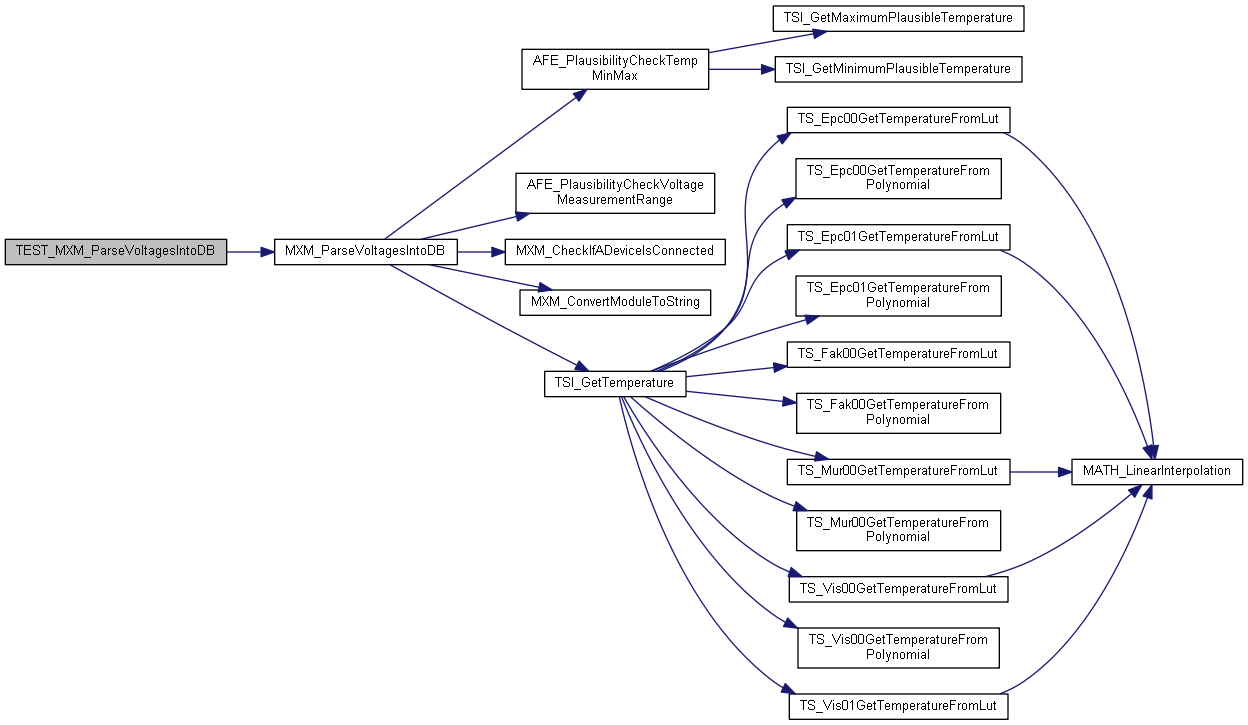 TSI_GetMaximumPlausibleTemperature
AFE_PlausibilityCheckTemp
MinMax
TSI_GetMinimumPlausibleTemperature
TS_Epc00GetTemperatureFromLut
TS_Epc00GetTemperatureFrom
Polynomial
AFE_PlausibilityCheckVoltage
MeasurementRange
TS_Epc01GetTemperatureFromLut
TEST_MXM_ParseVoltagesIntoDB
MXM_ParseVoltagesIntoDB
MXM_CheckIfADeviceIsConnected
MXM_ConvertModuleToString
TS_Epc01GetTemperatureFrom
Polynomial
TS_Fak00GetTemperatureFromLut
TSI_GetTemperature
TS_Fak00GetTemperatureFrom
Polynomial
TS_Mur00GetTemperatureFromLut
MATH_LinearInterpolation
TS_Mur00GetTemperatureFrom
Polynomial
TS_Vis00GetTemperatureFromLut
TS_Vis00GetTemperatureFrom
Polynomial
TS_Vis01GetTemperatureFromLut